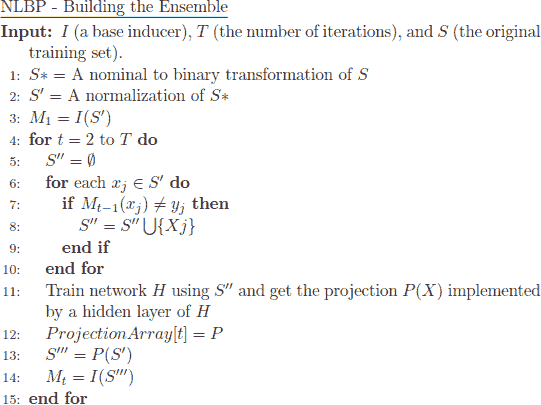 NLBP - Building the Ensemble
Input: I (a base inducer), T (the number of iterations), and S (the original
training set).
1: S∗ = A nominal to binary transformation of S
2: S′ = A normalization of S∗
3: M₁ = I(S′)
4: for t = 2 to T do
5: S″ = ∅
6: for each xⱼ ∈ S′ do
7: if Mₜ₋₁(xⱼ) ≠ yⱼ then
8: S″ = S″ ⋃{Xj}
9: end if
10: end for
11: Train network H using S″ and get the projection P(X) implemented
by a hidden layer of H
12: ProjectionArray[t] = P
13: S‴ = P(S′)
14: Mₜ = I(S‴)
15: end for